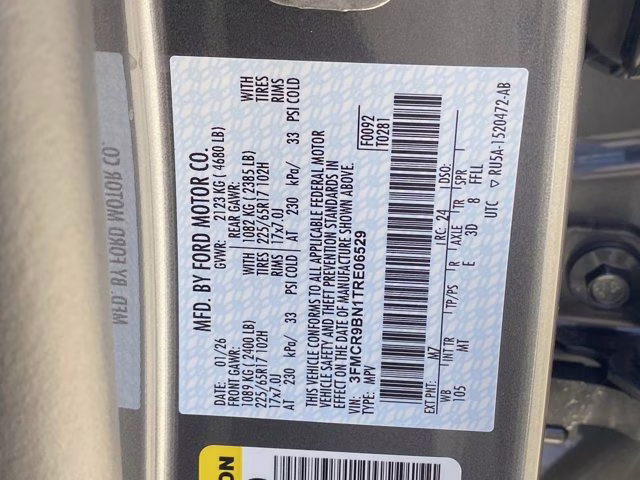 MFD. BY FORD MOTOR CO.
DATE: 01/26 GVWR: 2123 KG ( 4680 LB)
FRONT GAWR: REAR GAWR:
1089 KG ( 2400LB) WITH 1082 KG ( 2385LB) WITH
225/65R17 102H TIRES 225/65R17 102H TIRES
17x7.0J RIMS 17x7.0J RIMS
AT 230 kPa/ 33 PSI COLD AT 230 kPa/ 33 PSI COLD
THIS VEHICLE CONFORMS TO ALL APPLICABLE FEDERAL MOTOR
VEHICLE SAFETY AND THEFT PREVENTION STANDARDS IN
EFFECT ON THE DATE OF MANUFACTURE SHOWN ABOVE.
VIN: 3FMCR9BN1TRE06529
TYPE: MPV
F0092
T0281
EXT PNT: M7 RC: 24 DSO:
WB INT TR TP/PS R AXLE TR SPR
105 MT E 3D 8 FFLL
UTC RU5A-1520472-AB
MFD. BY FORD MOTOR CO.
ON